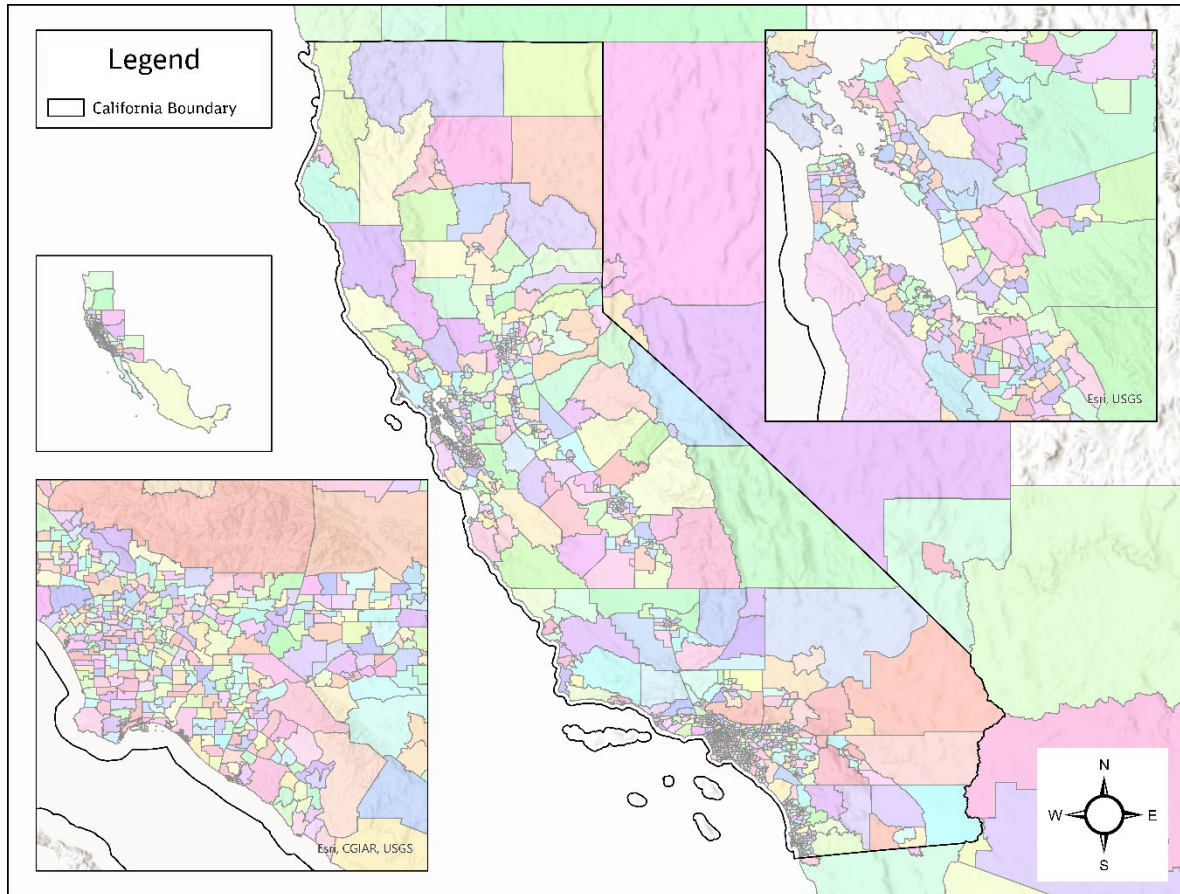 Legend
California Boundary
Esri, USGS
Esri, CGIAR, USGS
N
W
E
S